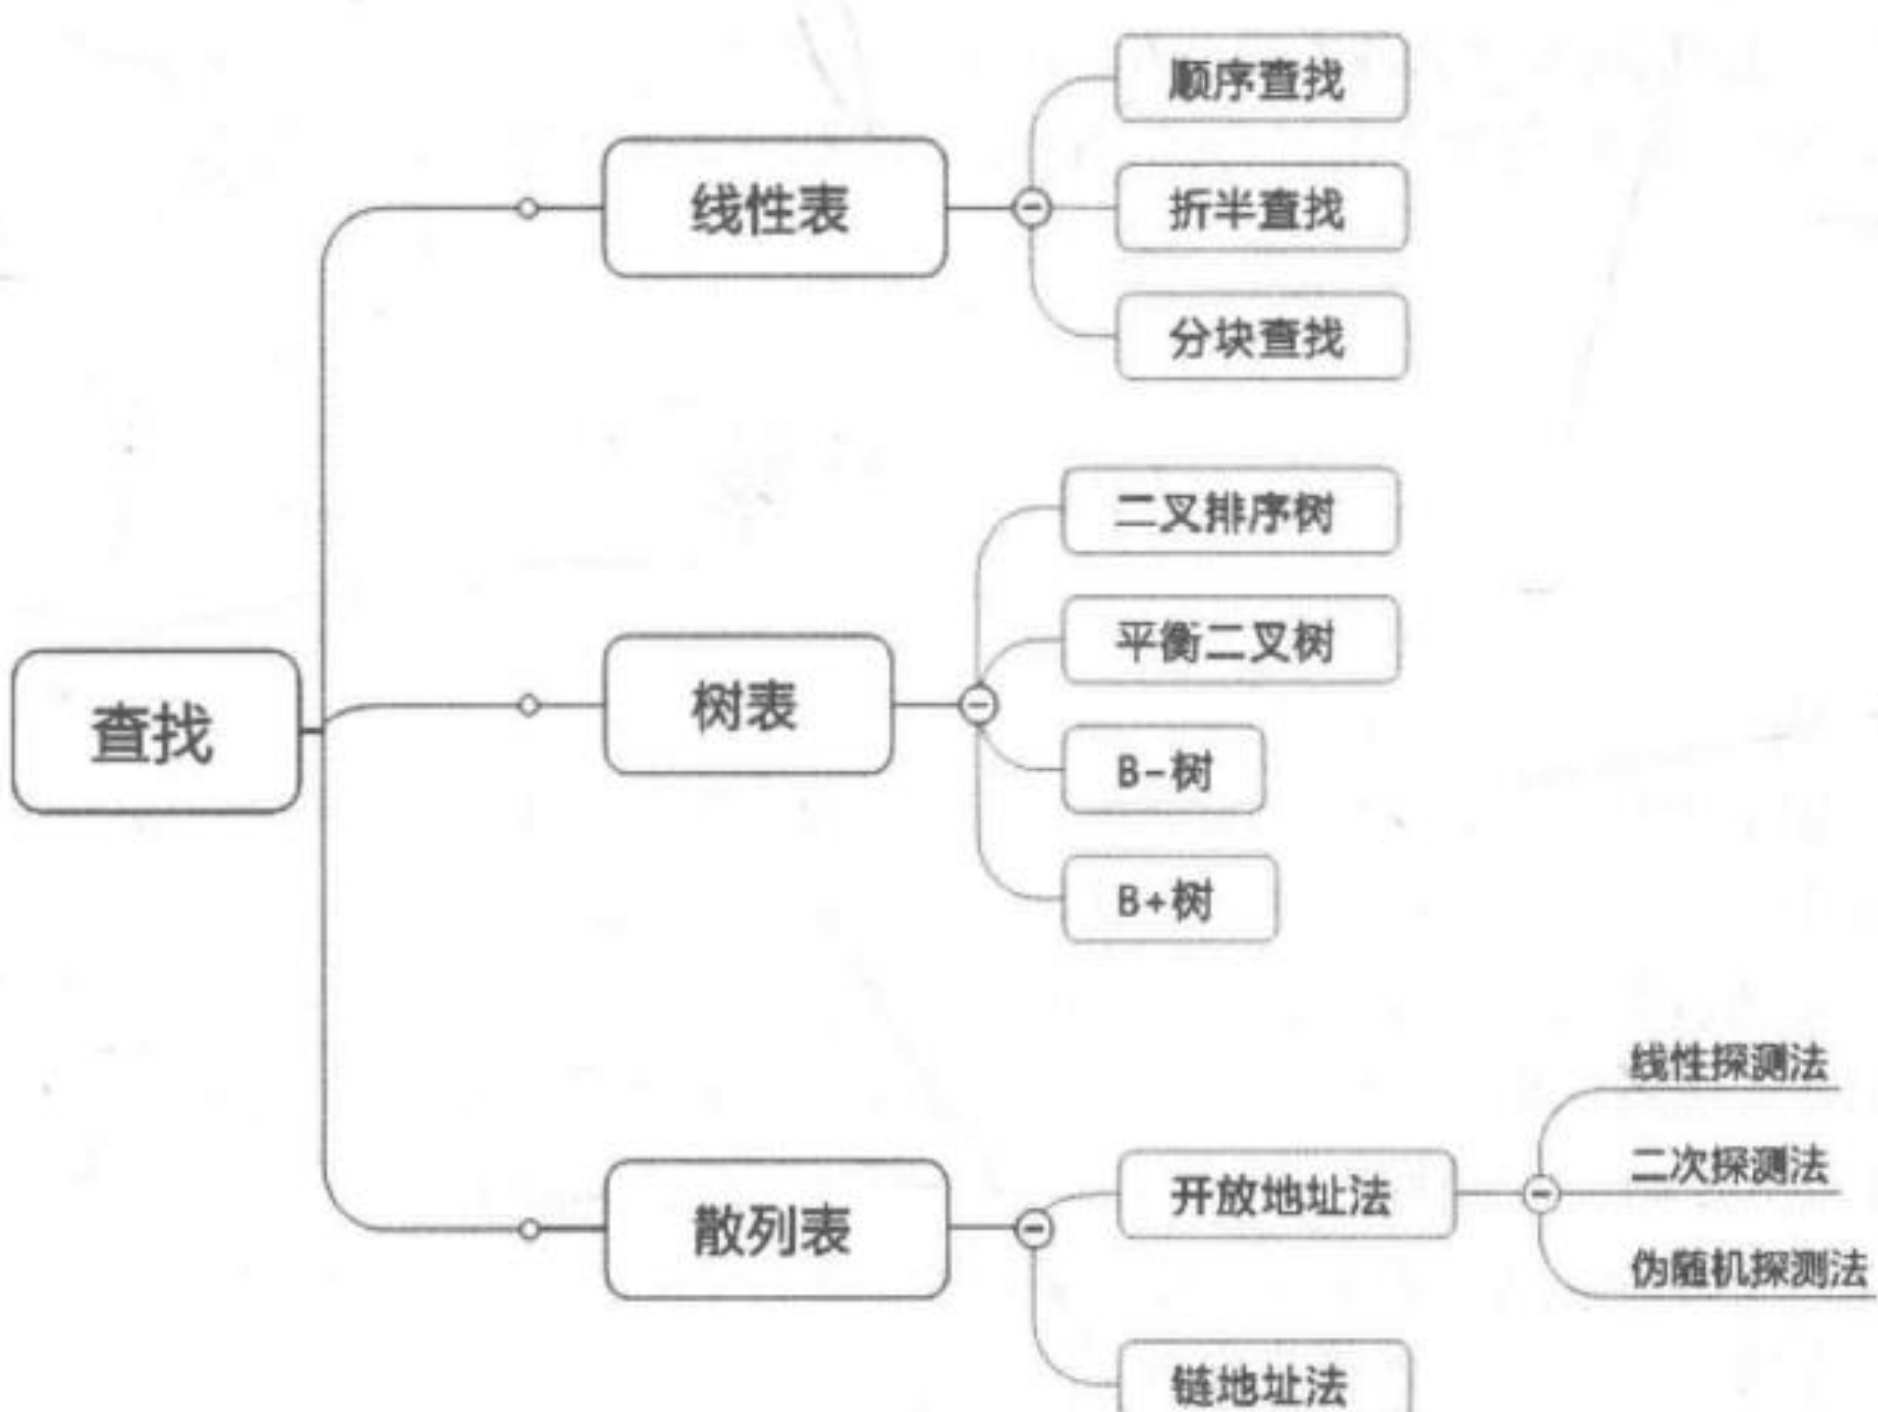 查找
线性表
顺序查找
折半查找
分块查找
树表
二叉排序树
平衡二叉树
B-树
B+树
散列表
开放地址法
线性探测法
二次探测法
伪随机探测法
链地址法